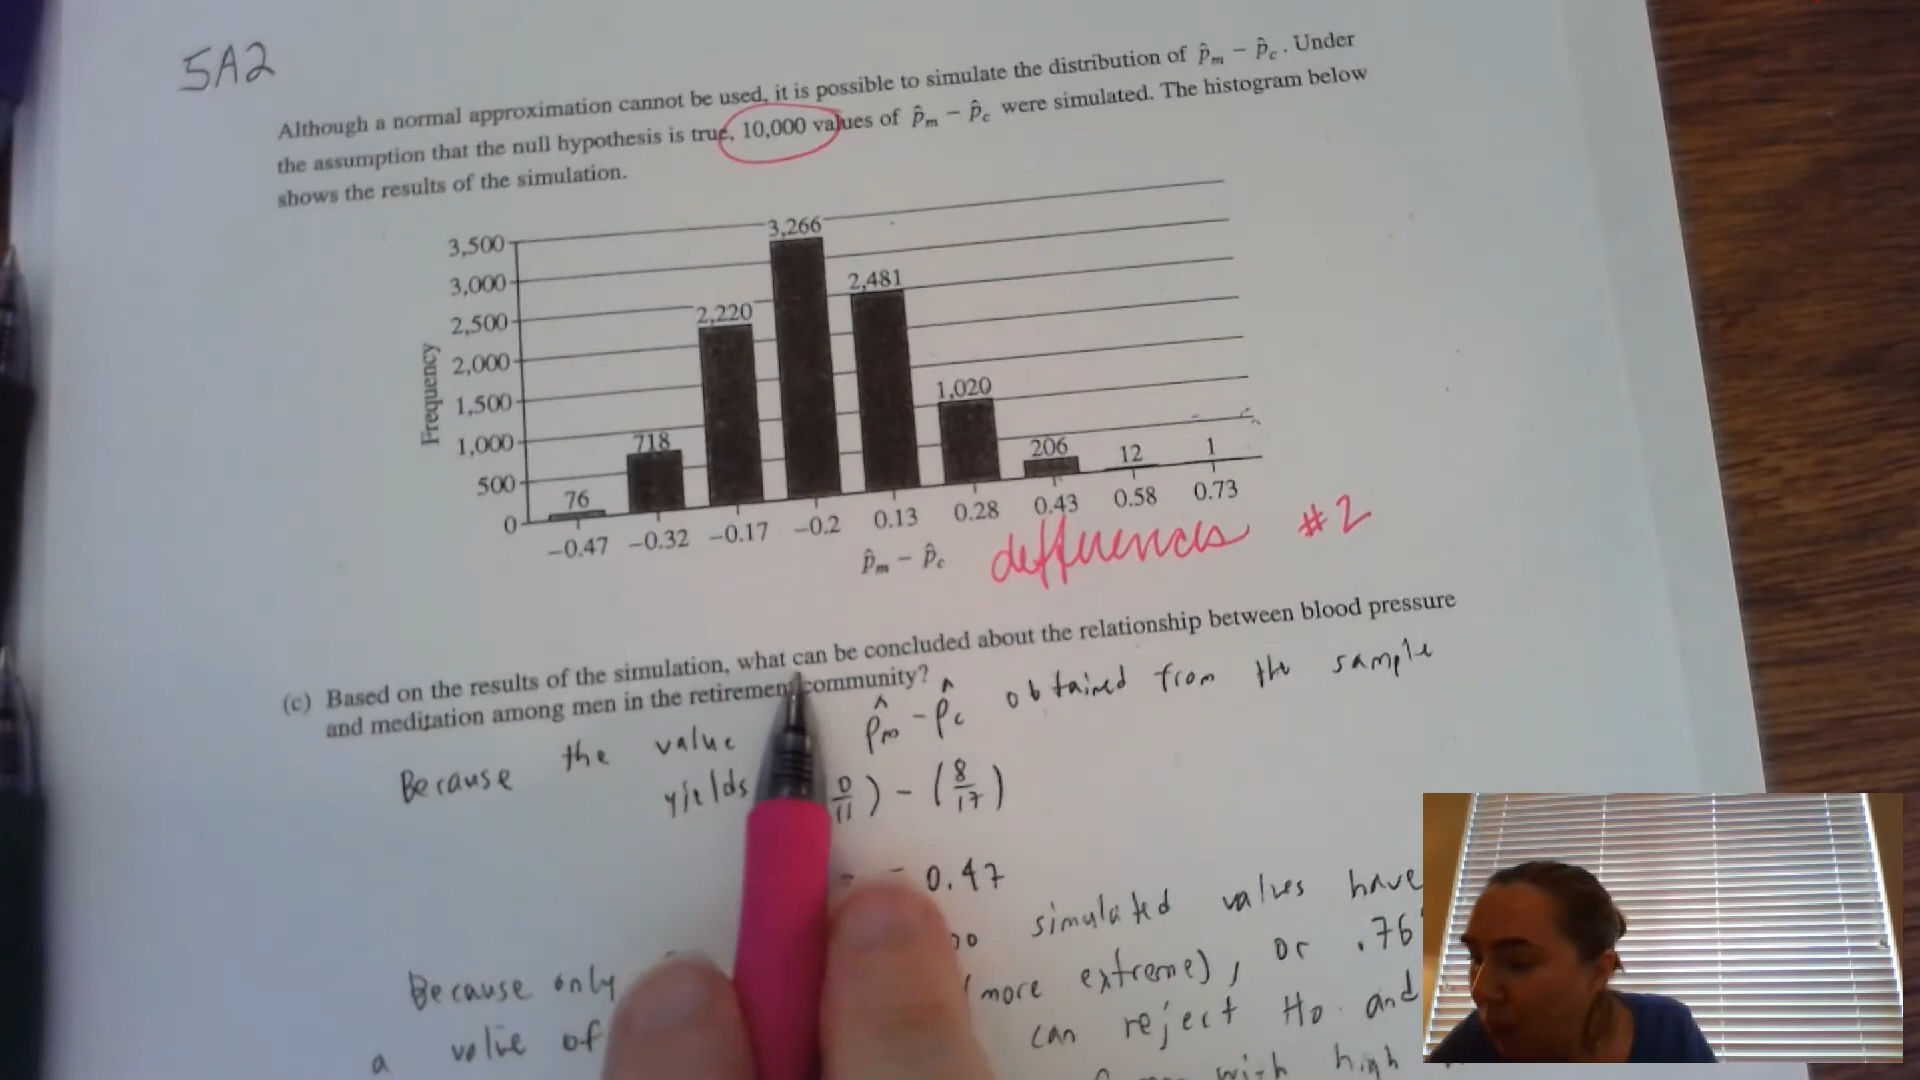 5A2
Although a normal approximation cannot be used, it is possible to simulate the distribution of p̂m − p̂c. Under
the assumption that the null hypothesis is true, 10,000 values of p̂m − p̂c were simulated. The histogram below
shows the results of the simulation.
3,500
3,000
2,500
2,000
1,500
1,000
500
0
Frequency
76
718
2,220
3,266
2,481
1,020
206
12
1
−0.47 −0.32 −0.17 −0.2 0.13 0.28 0.43 0.58 0.73
p̂m − p̂c
differences #2
(c) Based on the results of the simulation, what can be concluded about the relationship between blood pressure
and meditation among men in the retirement community?
Because the value p̂m − p̂c obtained from the sample
yields 0/11) − (8/17)
- 0.47
Because only simulated values have
a value of (more extreme), or .76
can reject Ho and
with high